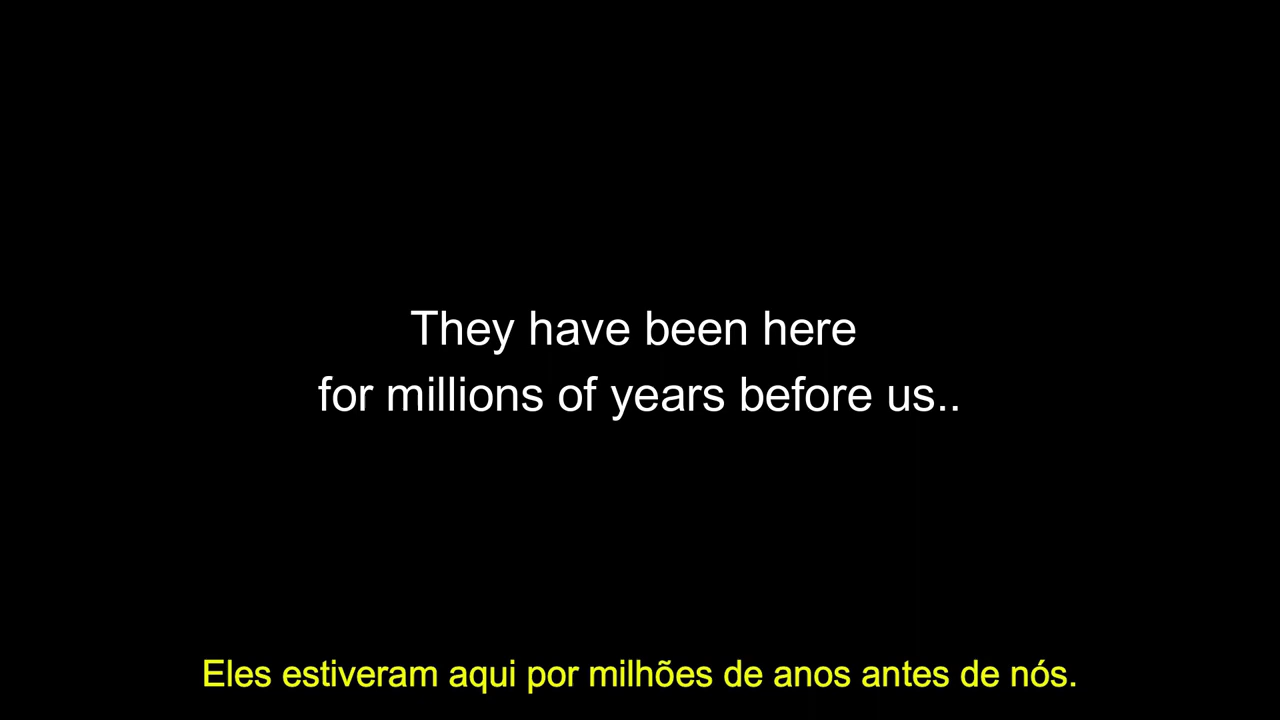 They have been here
for millions of years before us..
Eles estiveram aqui por milhões de anos antes de nós.